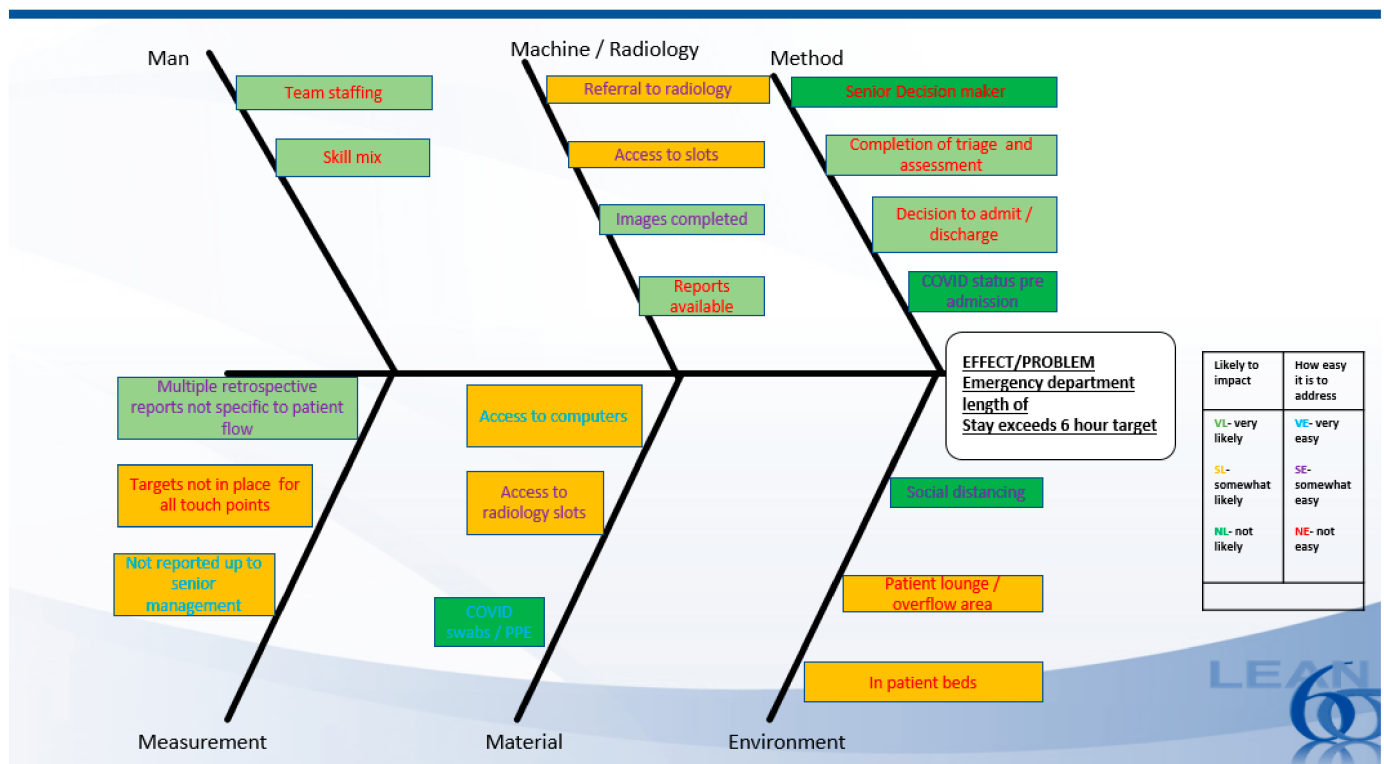 Man
Machine / Radiology
Method
Team staffing
Skill mix
Referral to radiology
Access to slots
Images completed
Reports
available
Senior Decision maker
Completion of triage and
assessment
Decision to admit /
discharge
COVID status pre
admission
EFFECT/PROBLEM
Emergency department
length of
Stay exceeds 6 hour target
Multiple retrospective
reports not specific to patient
flow
Targets not in place for
all touch points
Not reported up to
senior
management
Access to computers
Access to
radiology slots
COVID
swabs / PPE
Social distancing
Patient lounge /
overflow area
In patient beds
Measurement
Material
Environment
Likely to
impact
How easy
it is to
address
VL- very
likely
VE- very
easy
SL-
somewhat
likely
SE-
somewhat
easy
NL- not
likely
NE- not
easy
LEAN
6σ